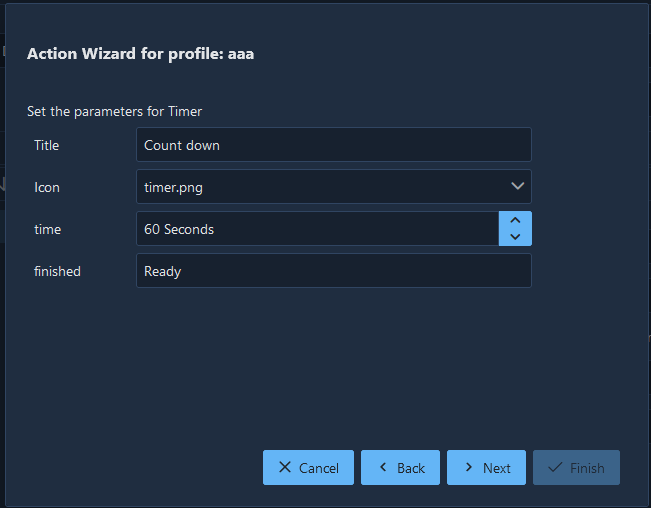 Action Wizard for profile: aaa
Set the parameters for Timer
Title Count down
Icon timer.png
time 60 Seconds
finished Ready
Cancel Back Next Finish